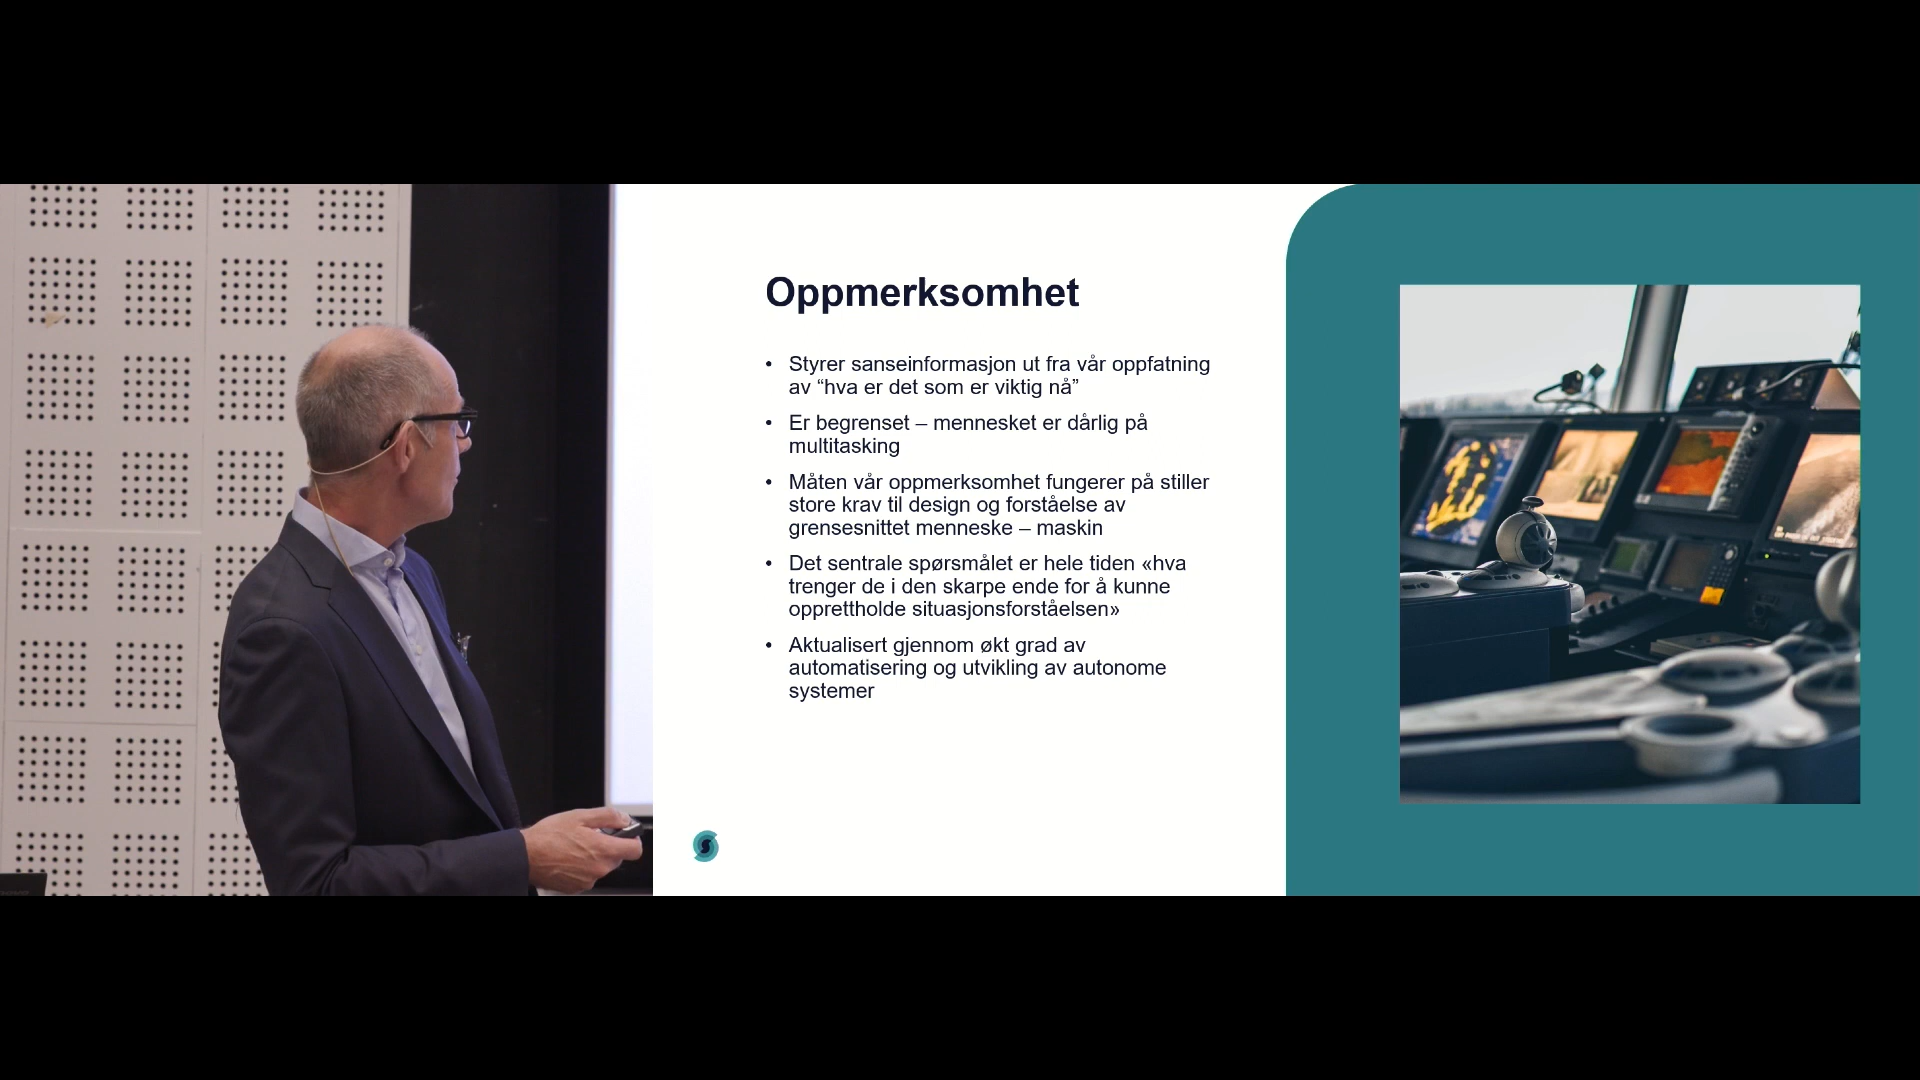 Oppmerksomhet
• Styrer sanseinformasjon ut fra vår oppfatning
av “hva er det som er viktig nå”
• Er begrenset – mennesket er dårlig på
multitasking
• Måten vår oppmerksomhet fungerer på stiller
store krav til design og forståelse av
grensesnittet menneske – maskin
• Det sentrale spørsmålet er hele tiden «hva
trenger de i den skarpe ende for å kunne
opprettholde situasjonsforståelsen»
• Aktualisert gjennom økt grad av
automatisering og utvikling av autonome
systemer